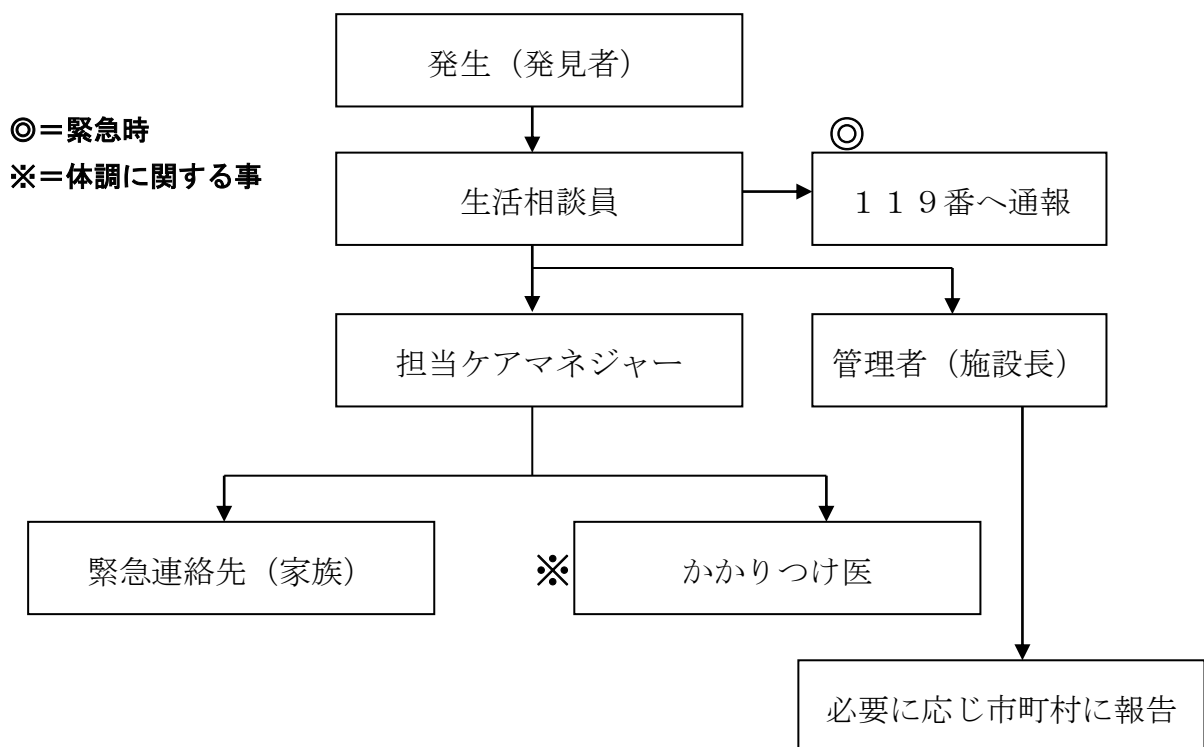 発生（発見者）
◎＝緊急時
※＝体調に関する事
◎
生活相談員
１１９番へ通報
担当ケアマネジャー
管理者（施設長）
緊急連絡先（家族）
※
かかりつけ医
必要に応じ市町村に報告